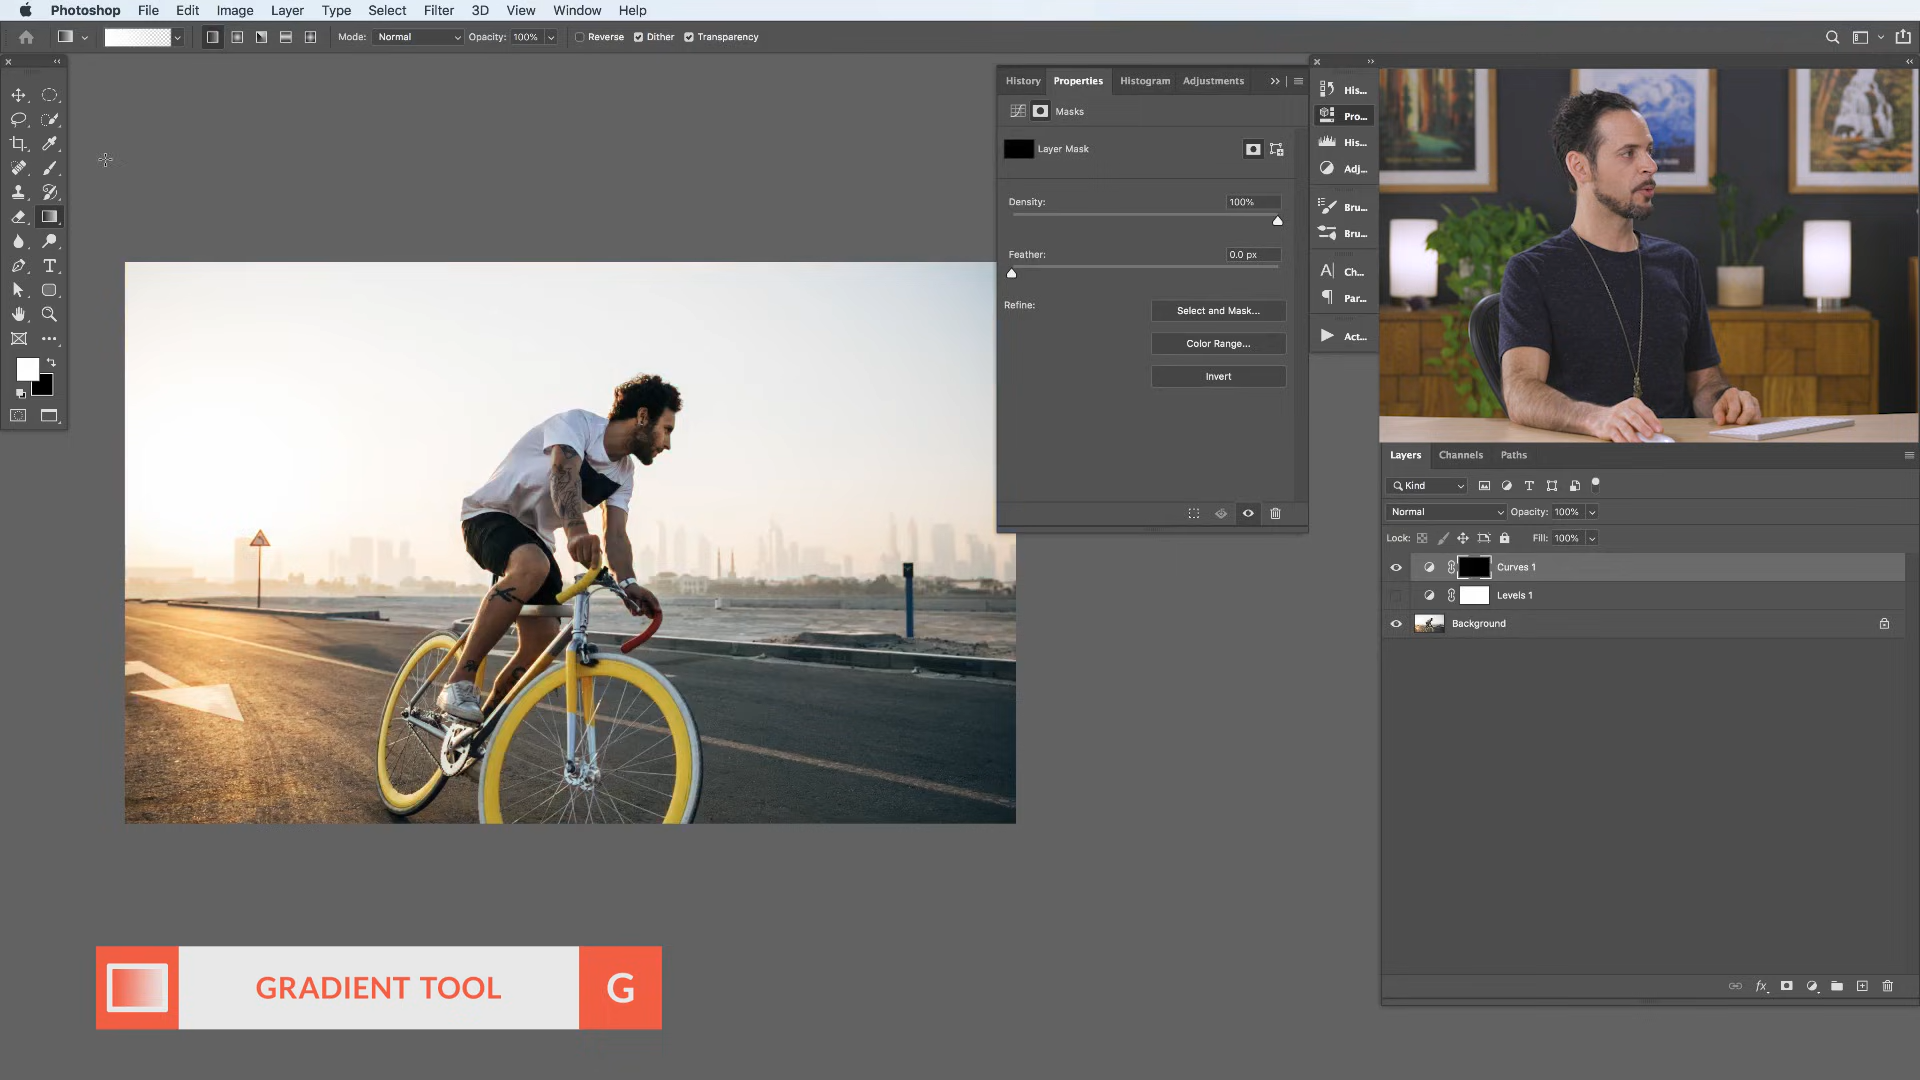 Photoshop File Edit Image Layer Type Select Filter 3D View Window Help
Mode: Normal Opacity: 100% Reverse Dither Transparency
History Properties Histogram Adjustments
Masks
Layer Mask
Density: 100%
Feather: 0.0 px
Refine: Select and Mask...
Color Range...
Invert
His...
Pro...
His...
Adj...
Bru...
Bru...
Ch...
Par...
Act...
Layers Channels Paths
Kind
Normal Opacity: 100%
Lock: Fill: 100%
Curves 1
Levels 1
Background
fx
GRADIENT TOOL G